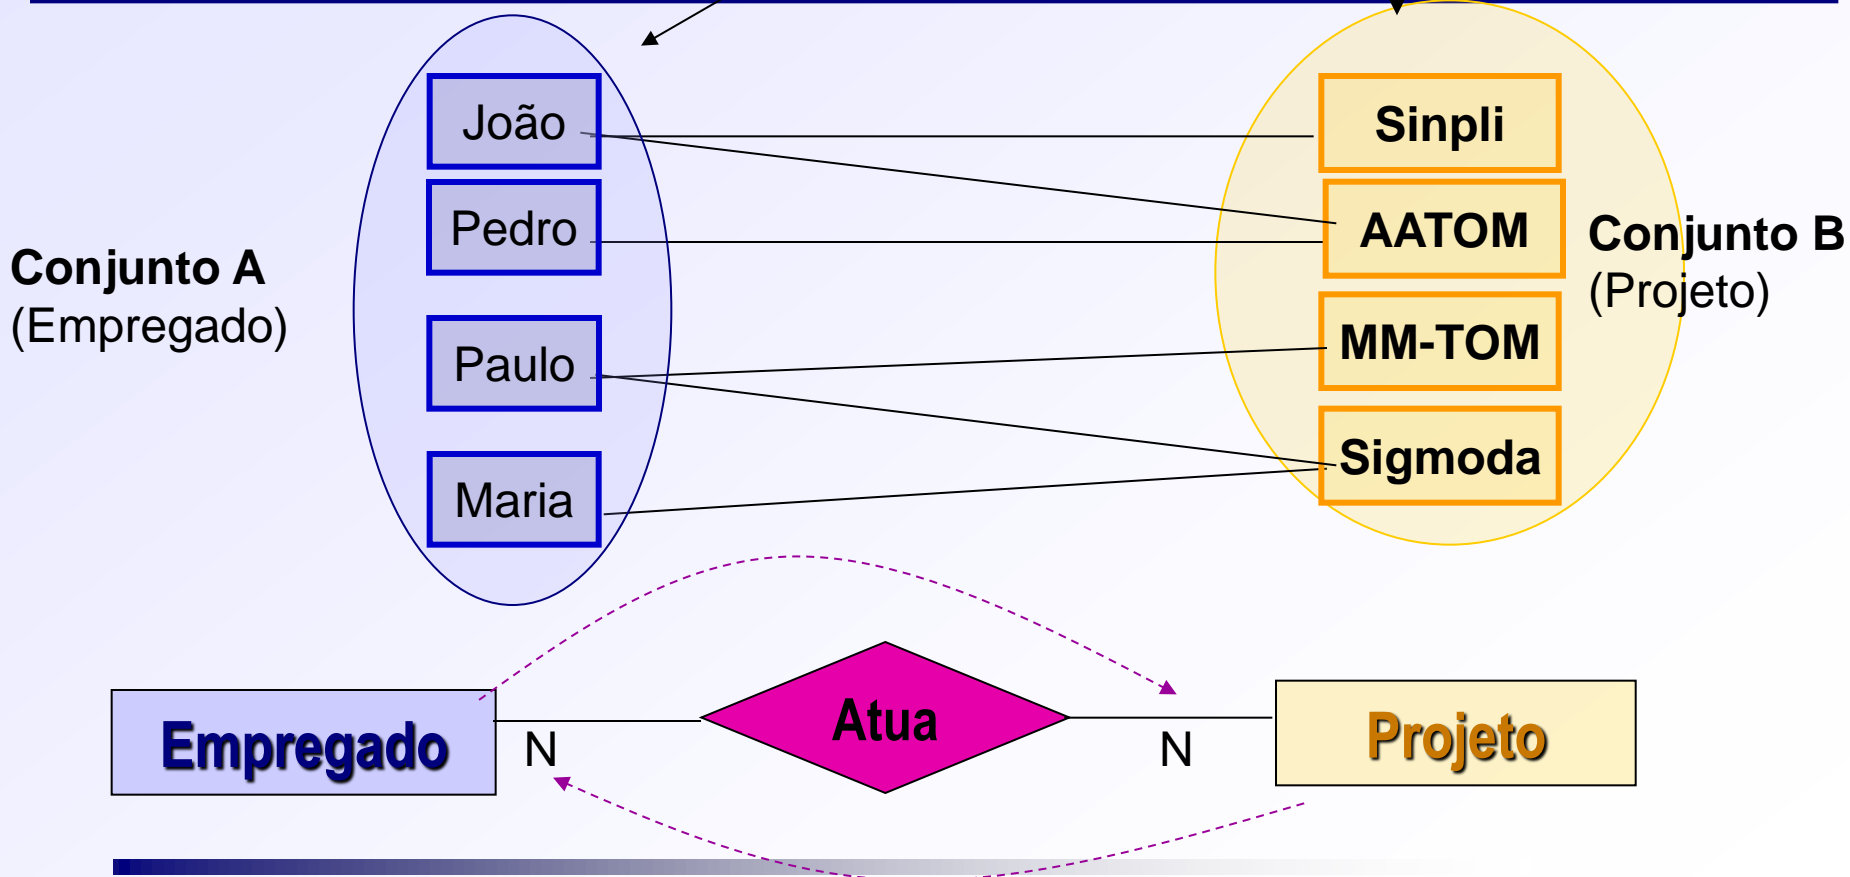 João
Pedro
Paulo
Maria
Conjunto A
(Empregado)
Sinpli
AATOM
MM-TOM
Sigmoda
Conjunto B
(Projeto)
Empregado
N
Atua
N
Projeto